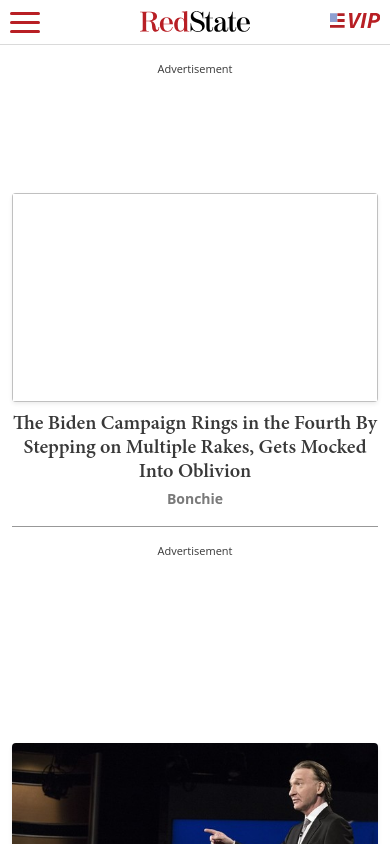 RedState
VIP
Advertisement
The Biden Campaign Rings in the Fourth By
Stepping on Multiple Rakes, Gets Mocked
Into Oblivion
Bonchie
Advertisement